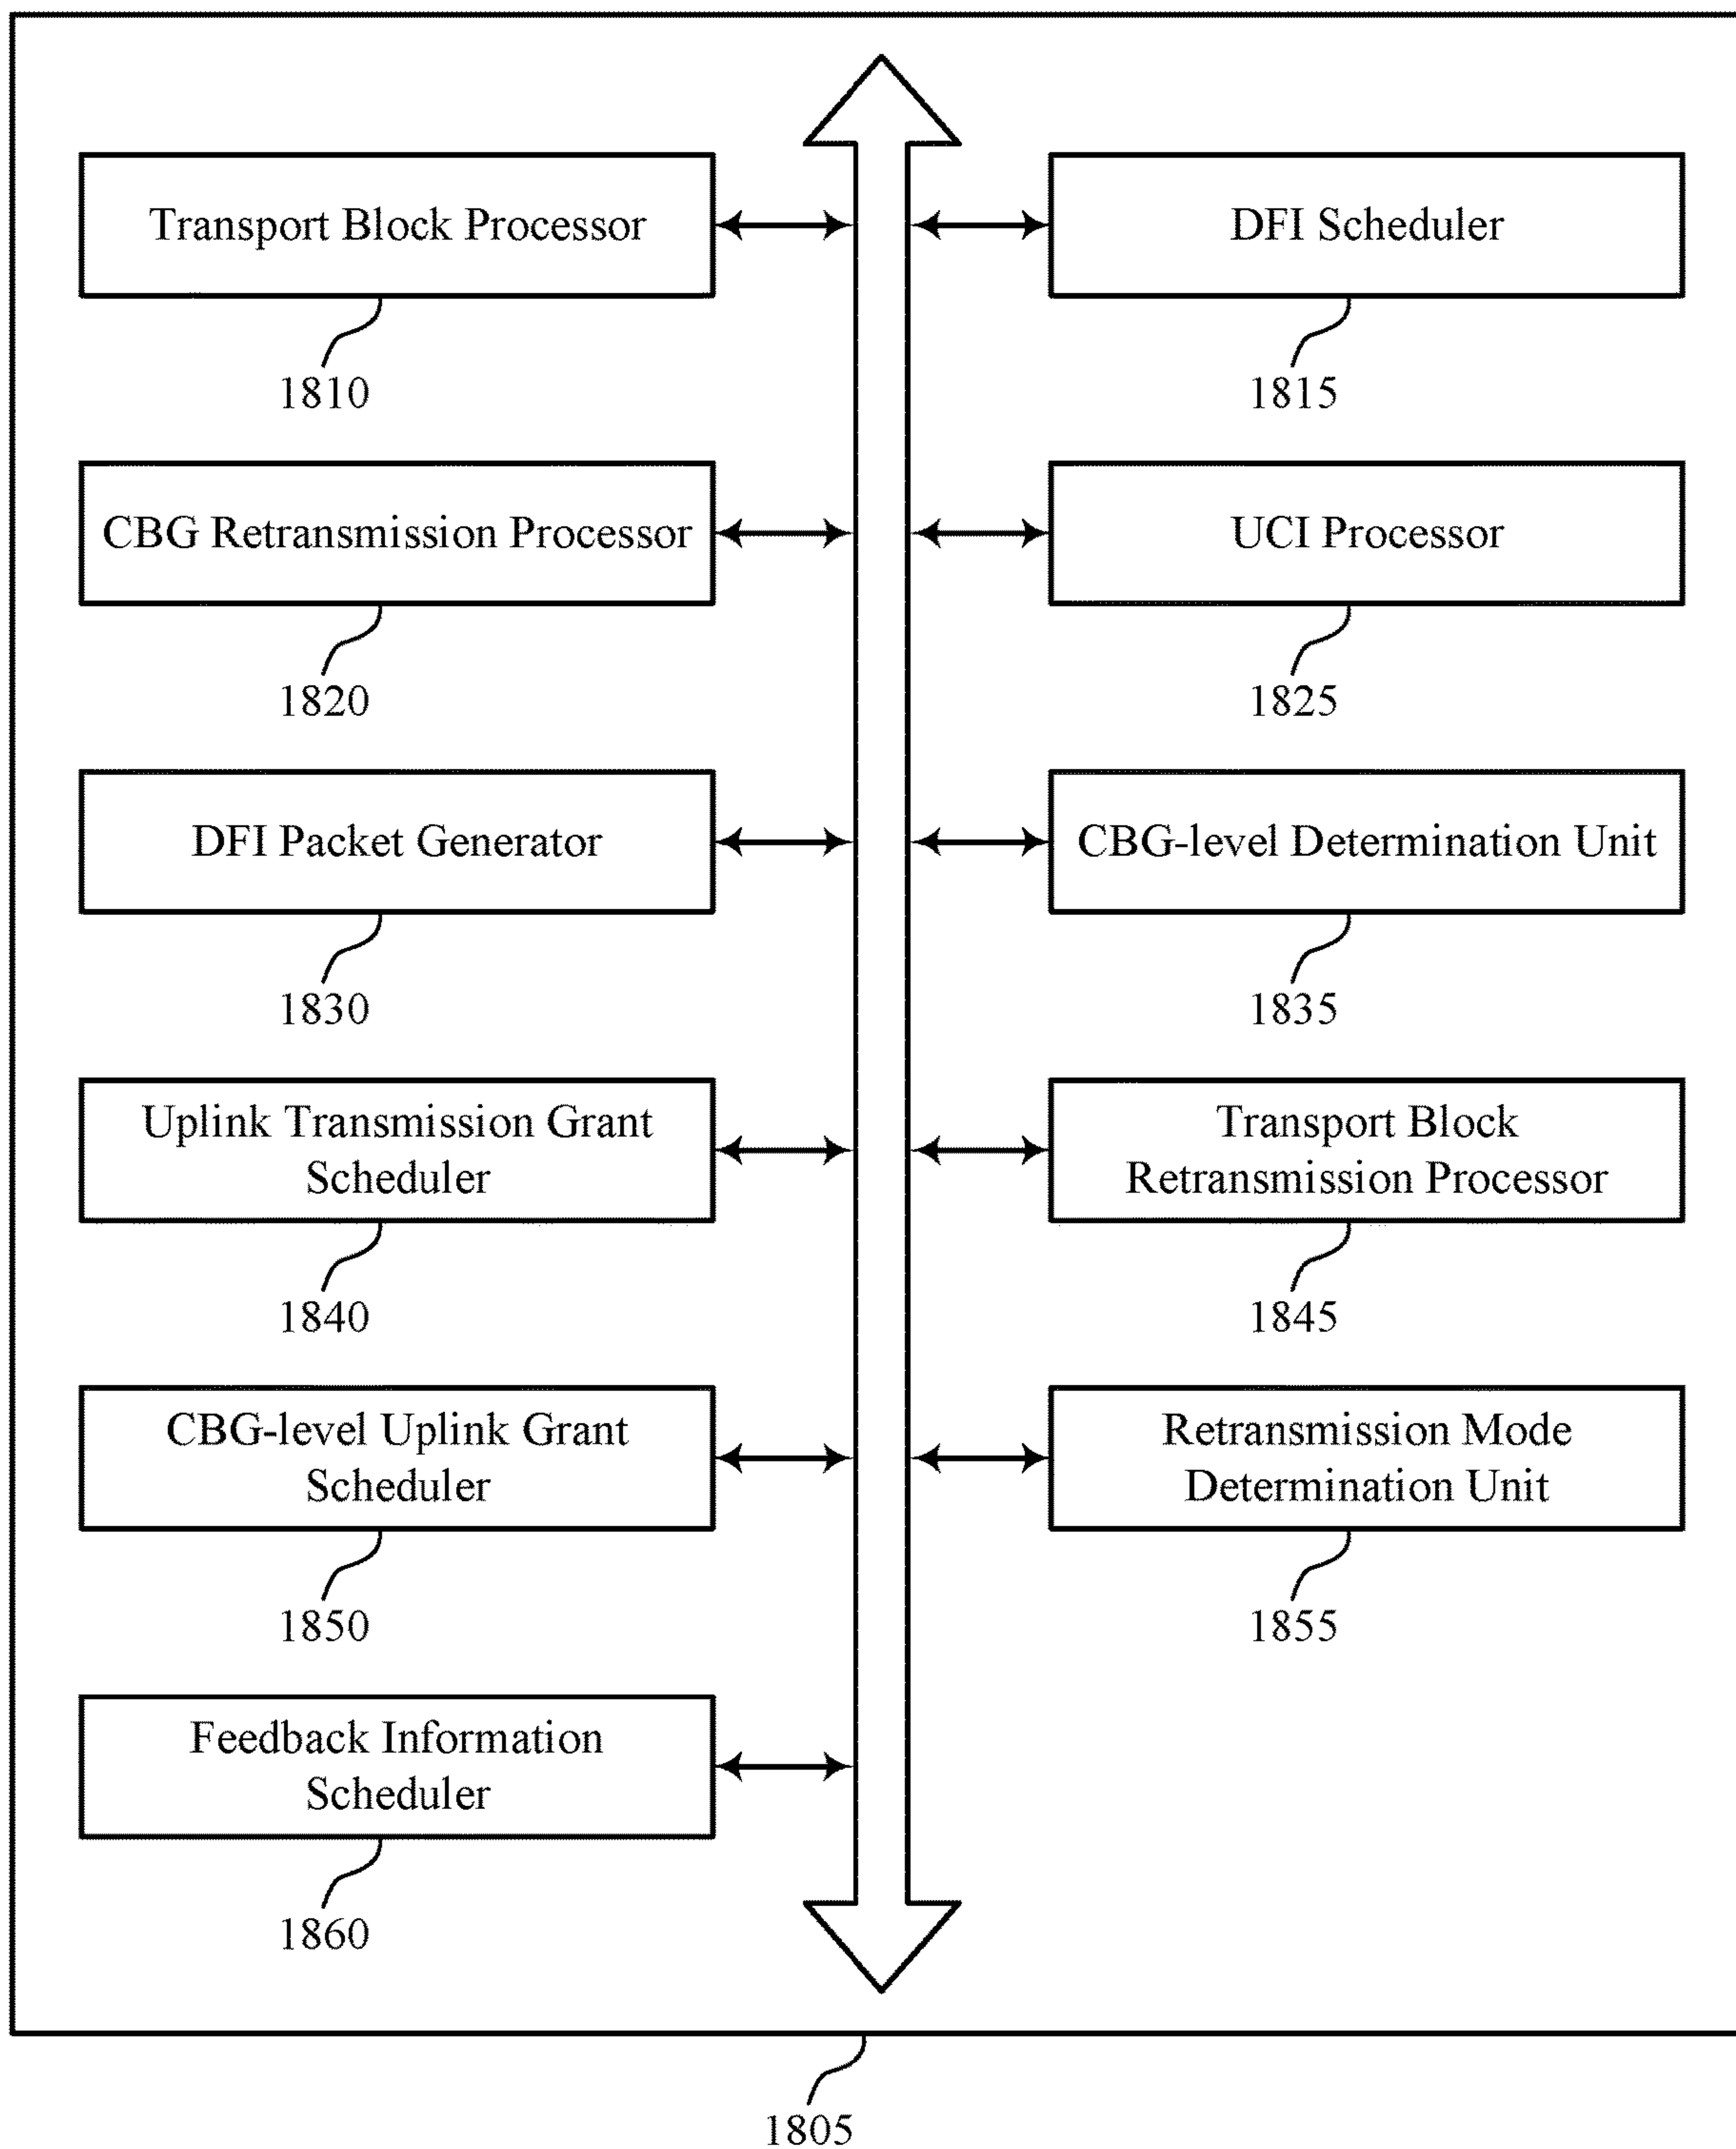 Transport Block Processor
1810
DFI Scheduler
1815
CBG Retransmission Processor
1820
UCI Processor
1825
DFI Packet Generator
1830
CBG-level Determination Unit
1835
Uplink Transmission Grant
Scheduler
1840
Transport Block
Retransmission Processor
1845
CBG-level Uplink Grant
Scheduler
1850
Retransmission Mode
Determination Unit
1855
Feedback Information
Scheduler
1860
1805